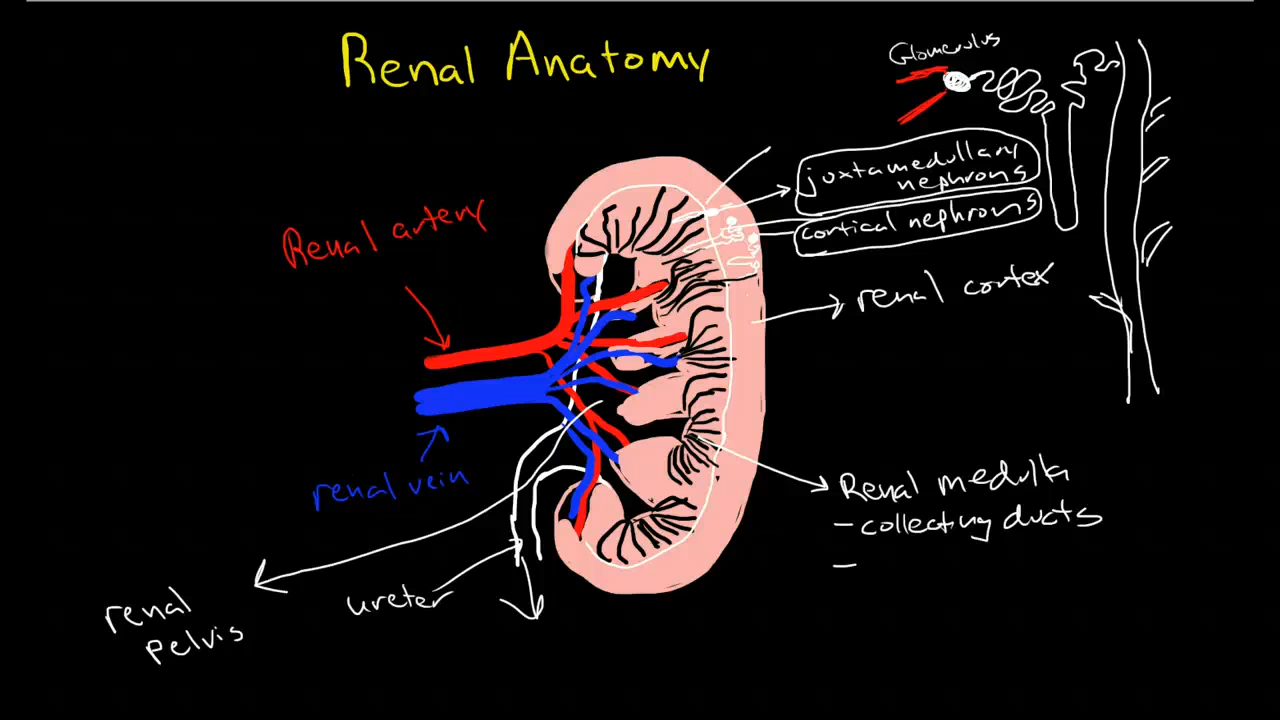 Renal Anatomy
Glomerulus
juxtamedullary
nephrons
cortical nephrons
Renal artery
renal cortex
renal vein
Renal medulla
- collecting ducts
-
ureter
renal
pelvis